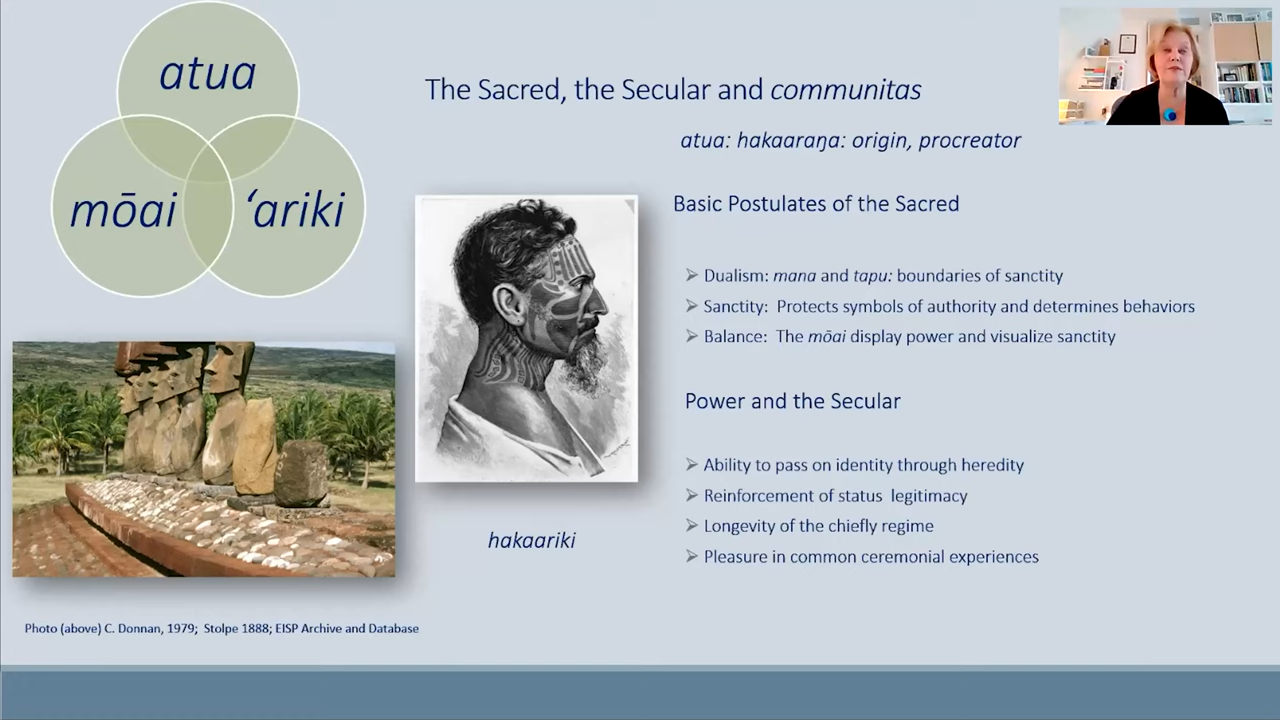 atua
mōai
‘ariki
The Sacred, the Secular and communitas
atua: hakaaraŋa: origin, procreator
Basic Postulates of the Sacred
Dualism: mana and tapu: boundaries of sanctity
Sanctity: Protects symbols of authority and determines behaviors
Balance: The mōai display power and visualize sanctity
Power and the Secular
Ability to pass on identity through heredity
Reinforcement of status legitimacy
Longevity of the chiefly regime
Pleasure in common ceremonial experiences
hakaariki
Photo (above) C. Donnan, 1979; Stolpe 1888; EISP Archive and Database